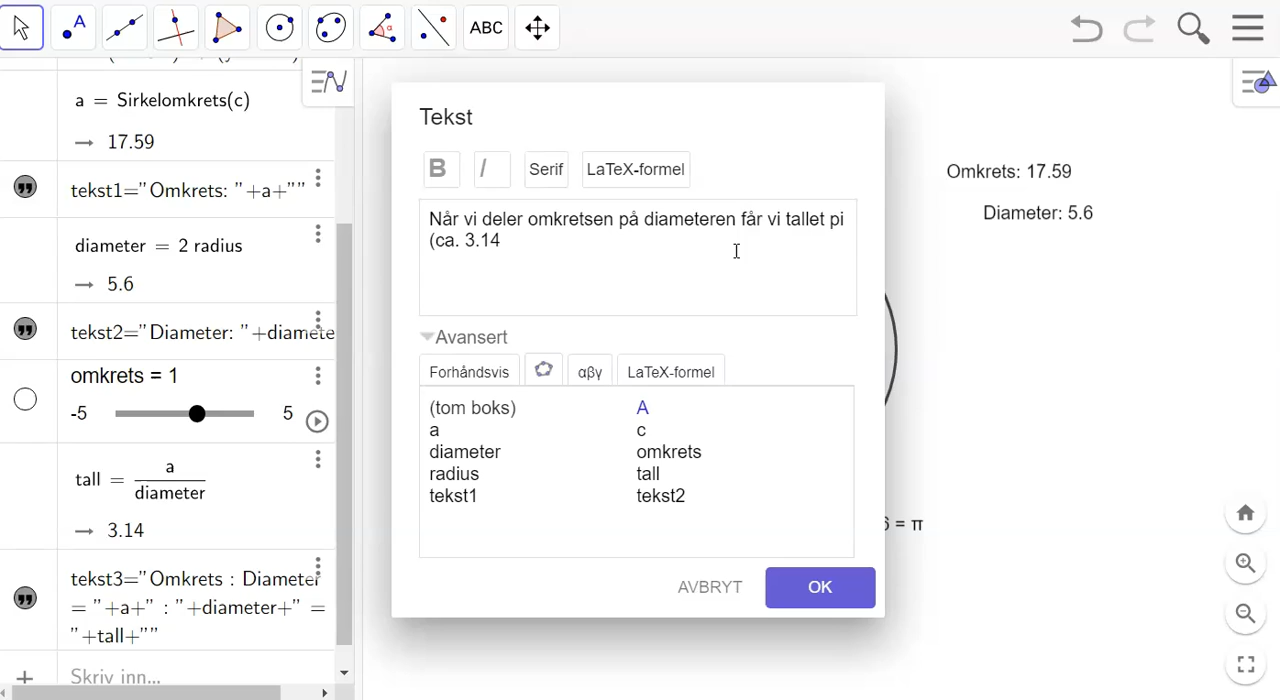 A
α
ABC
a = Sirkelomkrets(c)
→ 17.59
tekst1="Omkrets: "+a+""
diameter = 2 radius
→ 5.6
tekst2="Diameter: "+diamete
omkrets = 1
-5
5
tall = a / diameter
→ 3.14
tekst3="Omkrets : Diameter
= "+a+" : "+diameter+" =
"+tall+""
Skriv inn...
Tekst
B
I
Serif
LaTeX-formel
Når vi deler omkretsen på diameteren får vi tallet pi
(ca. 3.14
Avansert
Forhåndsvis
αβγ
LaTeX-formel
(tom boks)
A
a
c
diameter
omkrets
radius
tall
tekst1
tekst2
AVBRYT
OK
Omkrets: 17.59
Diameter: 5.6
6 = π